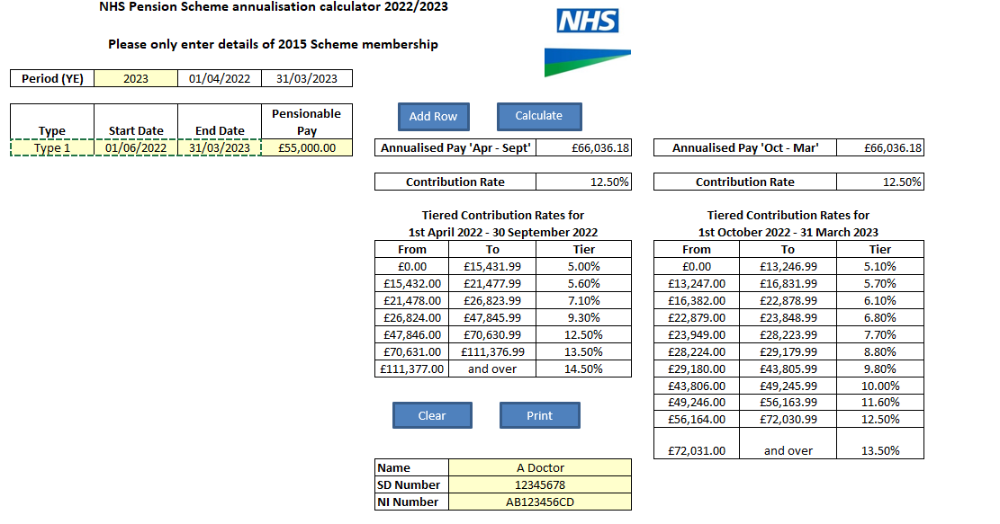 NHS Pension Scheme annualisation calculator 2022/2023
NHS
Please only enter details of 2015 Scheme membership
Period (YE) 2023 01/04/2022 31/03/2023
Type Start Date End Date Pensionable Pay
Type 1 01/06/2022 31/03/2023 £55,000.00
Add Row Calculate
Annualised Pay 'Apr - Sept' £66,036.18 Annualised Pay 'Oct - Mar' £66,036.18
Contribution Rate 12.50% Contribution Rate 12.50%
Tiered Contribution Rates for
1st April 2022 - 30 September 2022
From To Tier
£0.00 £15,431.99 5.00%
£15,432.00 £21,477.99 5.60%
£21,478.00 £26,823.99 7.10%
£26,824.00 £47,845.99 9.30%
£47,846.00 £70,630.99 12.50%
£70,631.00 £111,376.99 13.50%
£111,377.00 and over 14.50%
Tiered Contribution Rates for
1st October 2022 - 31 March 2023
From To Tier
£0.00 £13,246.99 5.10%
£13,247.00 £16,831.99 5.70%
£16,382.00 £22,878.99 6.10%
£22,879.00 £23,848.99 6.80%
£23,949.00 £28,223.99 7.70%
£28,224.00 £29,179.99 8.80%
£29,180.00 £43,805.99 9.80%
£43,806.00 £49,245.99 10.00%
£49,246.00 £56,163.99 11.60%
£56,164.00 £72,030.99 12.50%
£72,031.00 and over 13.50%
Clear Print
Name A Doctor
SD Number 12345678
NI Number AB123456CD